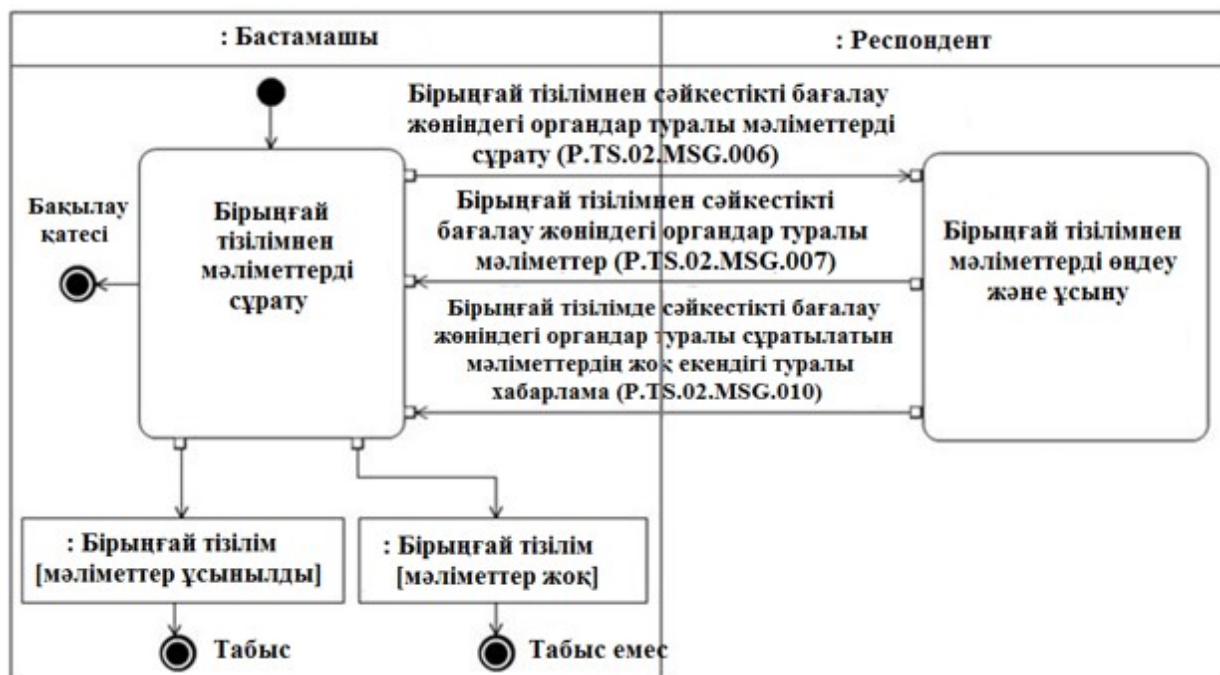 : Бастамашы
: Респондент
Бірыңғай тізілімнен сәйкестікті бағалау
жөніндегі органдар туралы мәліметтерді
сұрату (P.TS.02.MSG.006)
Бақылау
қатесі
Бірыңғай
тізілімнен
мәліметтерді
сұрату
Бірыңғай тізілімнен сәйкестікті
бағалау жөніндегі органдар туралы
мәліметтер (P.TS.02.MSG.007)
Бірыңғай тізілімнен
мәліметтерді өңдеу
және ұсыну
Бірыңғай тізілімде сәйкестікті бағалау
жөніндегі органдар туралы сұратылатын
мәліметтердің жоқ екендігі туралы
хабарлама (P.TS.02.MSG.010)
: Бірыңғай тізілім
[мәліметтер ұсынылды]
: Бірыңғай тізілім
[мәліметтер жоқ]
Табыс
Табыс емес